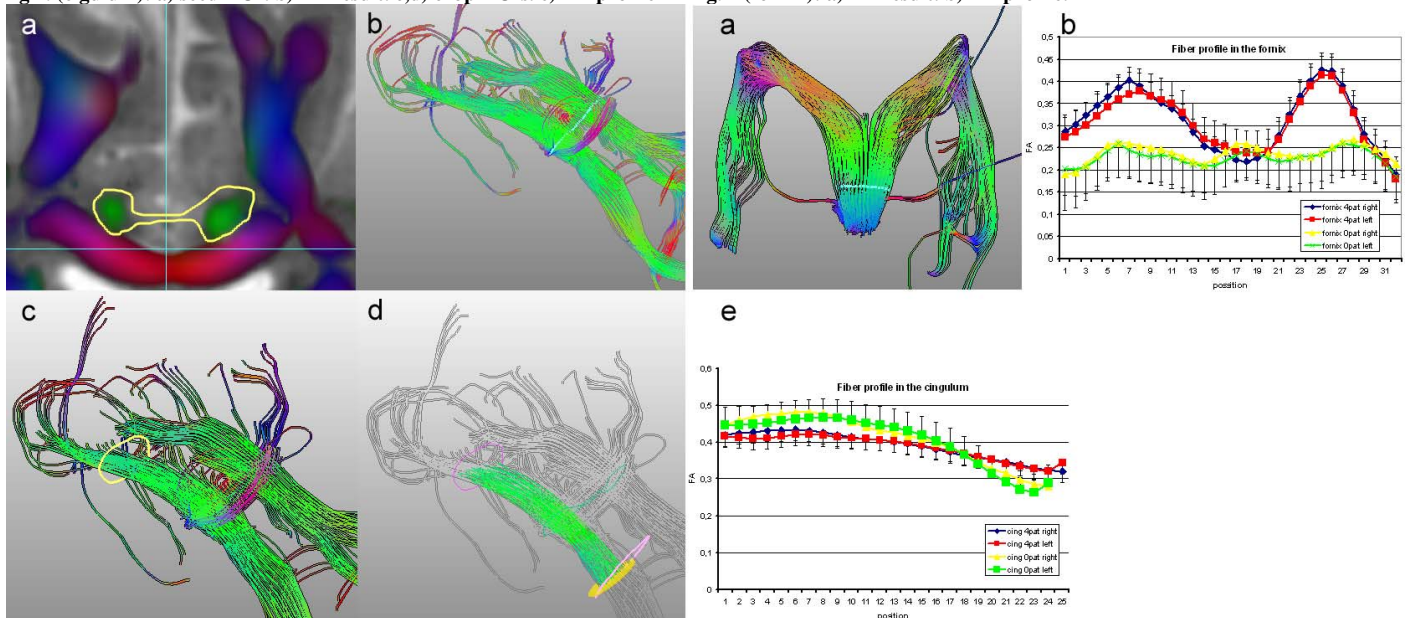 a
b
a
b
Fiber profile in the fornix
0,5
0,45
0,4
0,35
0,3
0,25
0,2
0,15
0,1
0,05
0
FA
1 3 5 7 9 11 13 15 17 19 21 23 25 27 29 31
possition
fornix 4pat right
fornix 4pat left
fornix 0pat right
fornix 0pat left
c
d
e
Fiber profile in the cingulum
0,6
0,5
0,4
0,3
0,2
0,1
0
FA
1 2 3 4 5 6 7 8 9 10 11 12 13 14 15 16 17 18 19 20 21 22 23 24 25
position
cing 4pat right
cing 4pat left
cing 0pat right
cing 0pat left